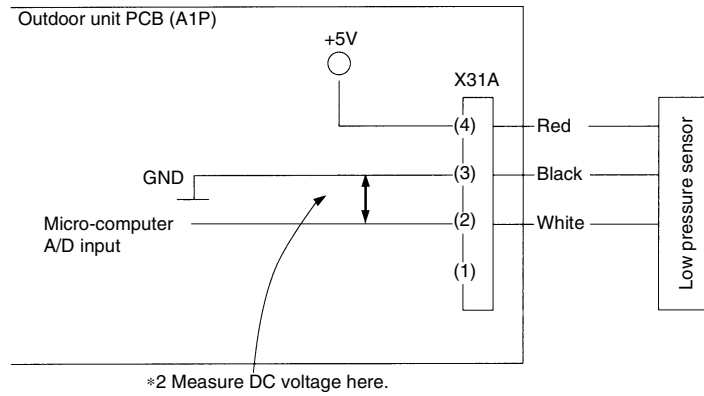 Outdoor unit PCB (A1P)
+5V
X31A
(4)
Red
GND
(3)
Black
Micro-computer
A/D input
(2)
White
(1)
Low pressure sensor
*2 Measure DC voltage here.